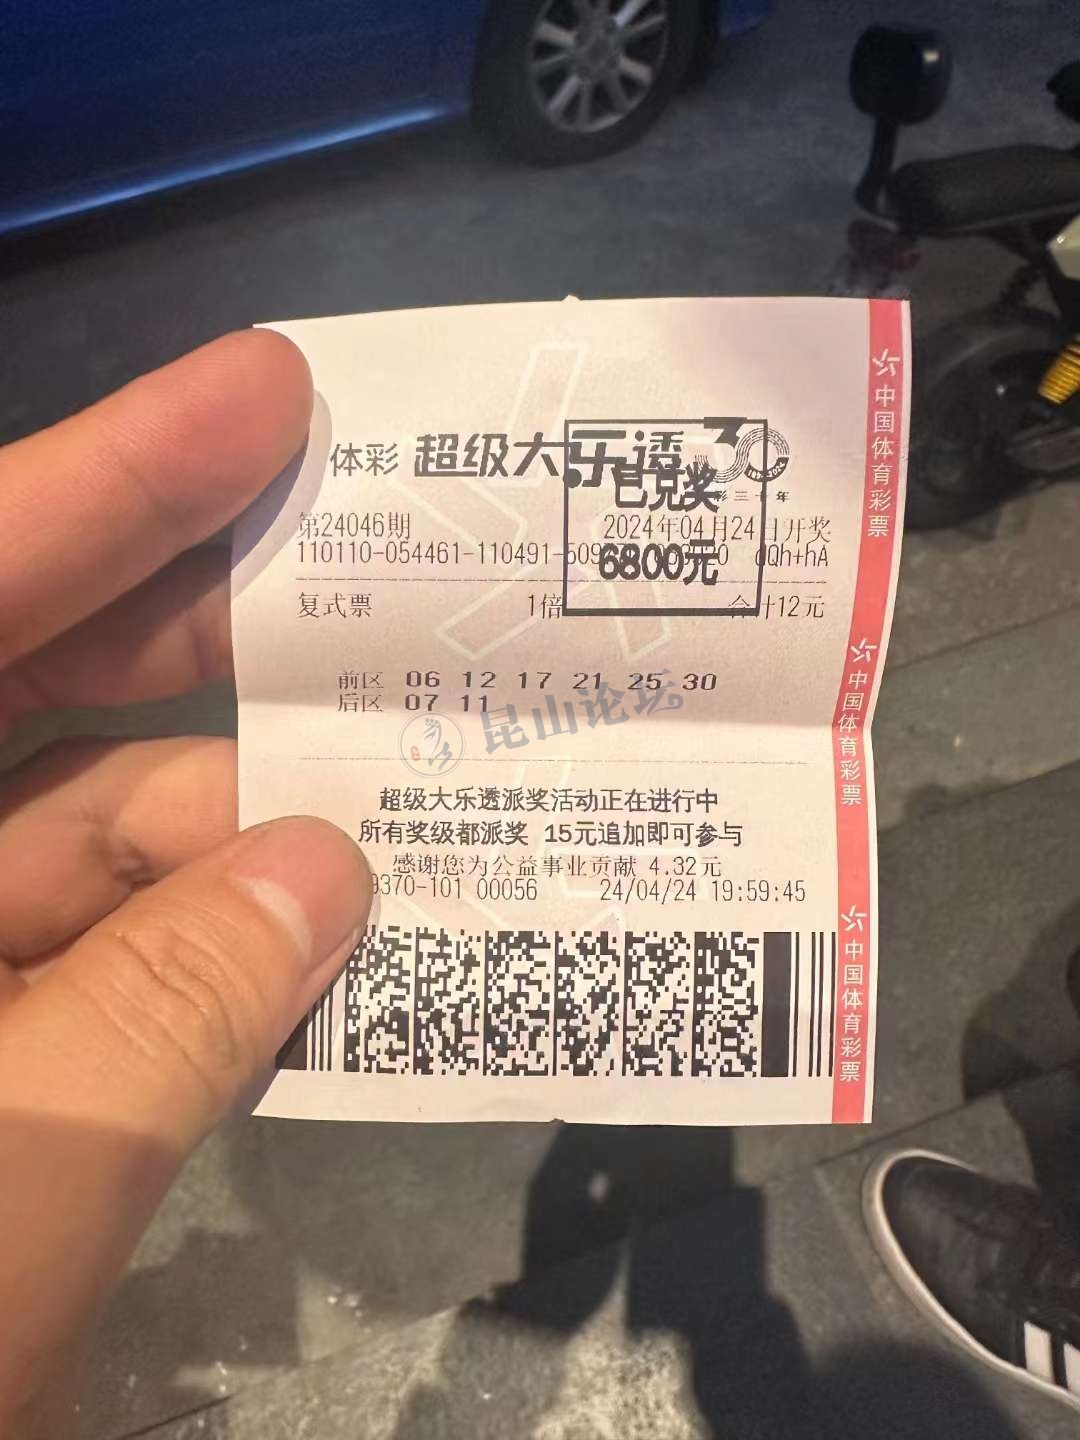 体彩 超级大乐透
已兑奖
6800元
第24046期 2024年04月24日开奖
110110-054461-110491- dQh+hA
复式票 1倍 合计12元
前区 06 12 17 21 25 30
后区 07 11
昆山论坛
超级大乐透派奖活动正在进行中
所有奖级都派奖 15元追加即可参与
感谢您为公益事业贡献 4.32元
9370-101 00056 24/04/24 19:59:45
中国体育彩票
中国体育彩票
中国体育彩票